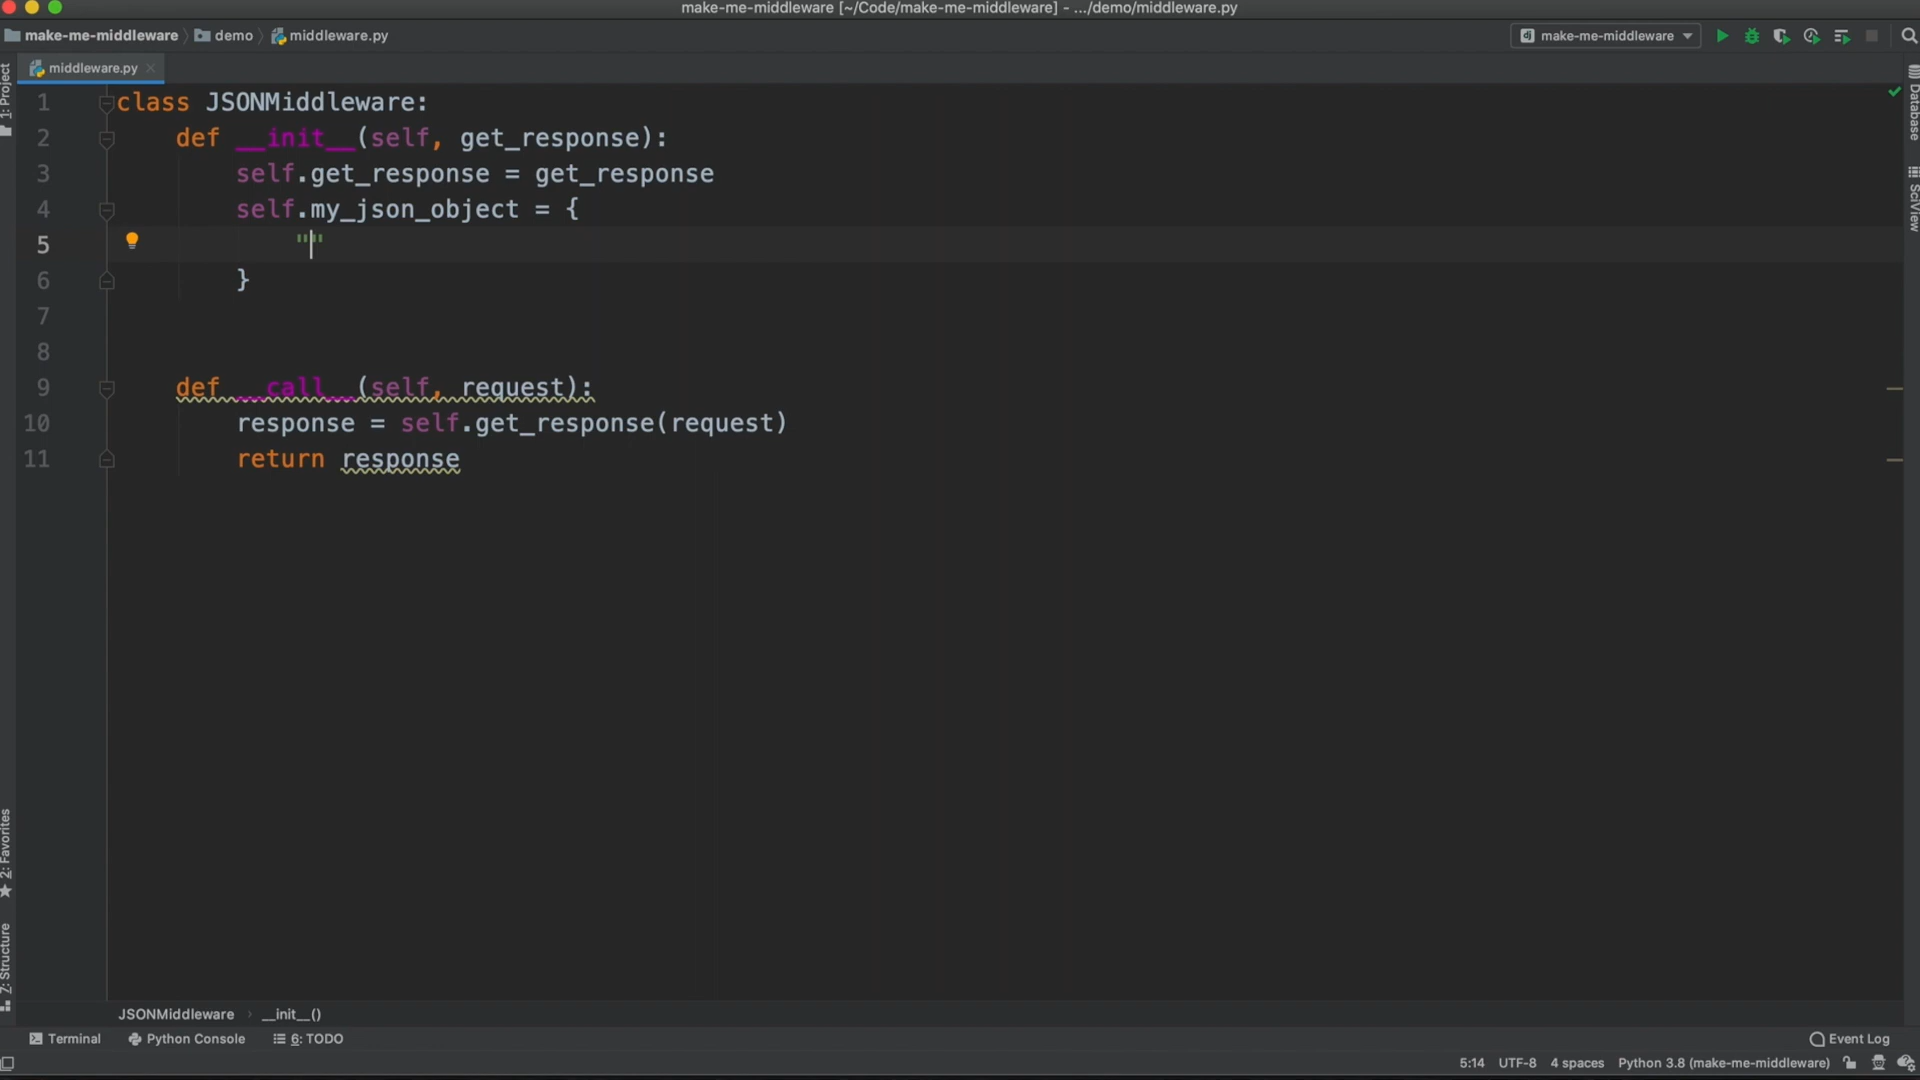 make-me-middleware [~/Code/make-me-middleware] - .../demo/middleware.py
make-me-middleware demo middleware.py make-me-middleware
middleware.py
1: Project
Database
SciView
1 class JSONMiddleware:
2 def __init__(self, get_response):
3 self.get_response = get_response
4 self.my_json_object = {
5 ""
6 }
7
8
9 def __call__(self, request):
10 response = self.get_response(request)
11 return response
2: Favorites
7: Structure
JSONMiddleware __init__()
Terminal Python Console 6: TODO Event Log
5:14 UTF-8 4 spaces Python 3.8 (make-me-middleware)